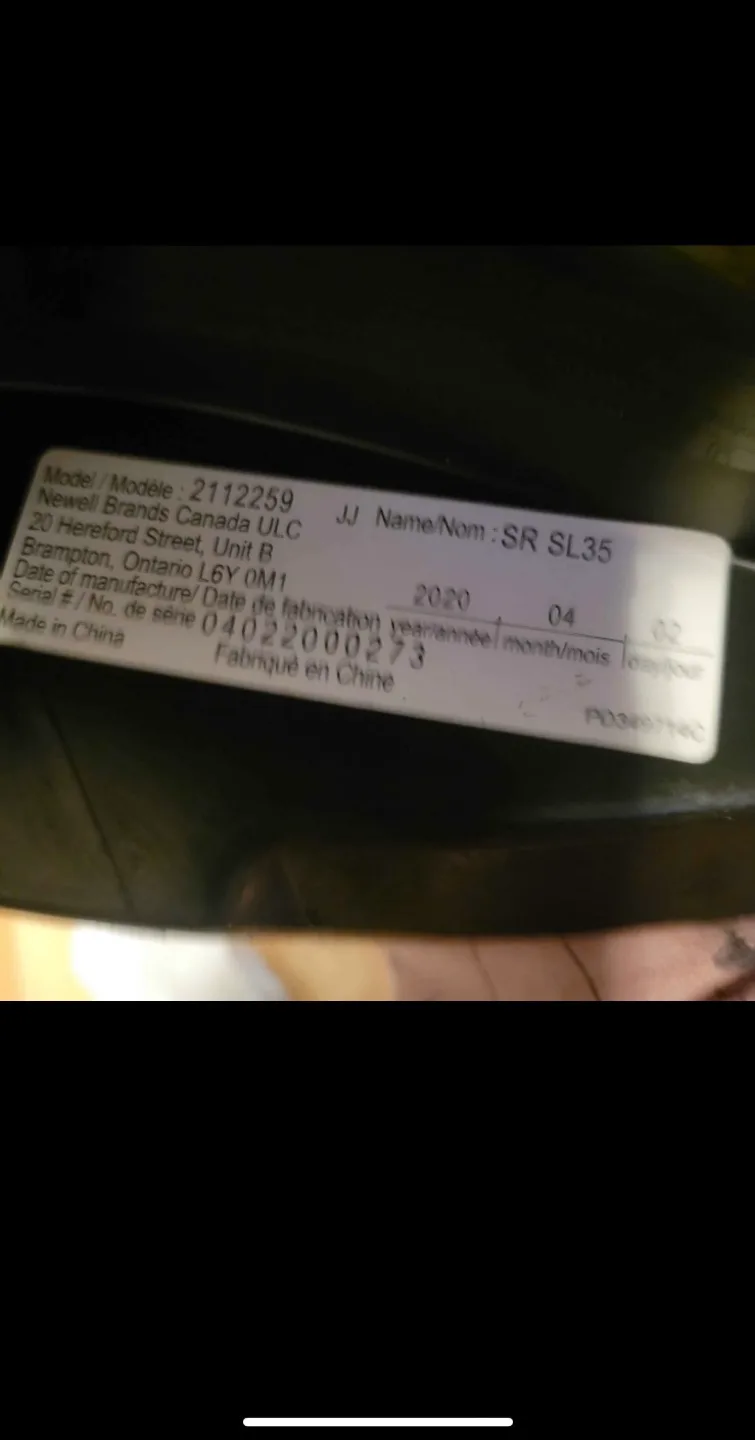 Model / Modèle : 2112259 JJ Name/Nom : SR SL35
Newell Brands Canada ULC
20 Hereford Street, Unit B
Brampton, Ontario L6Y 0M1
2020 04 02
Date of manufacture/ Date de fabrication year/année month/mois day/jour
Serial # / No. de série 04022000273
Made in China Fabriqué en Chine